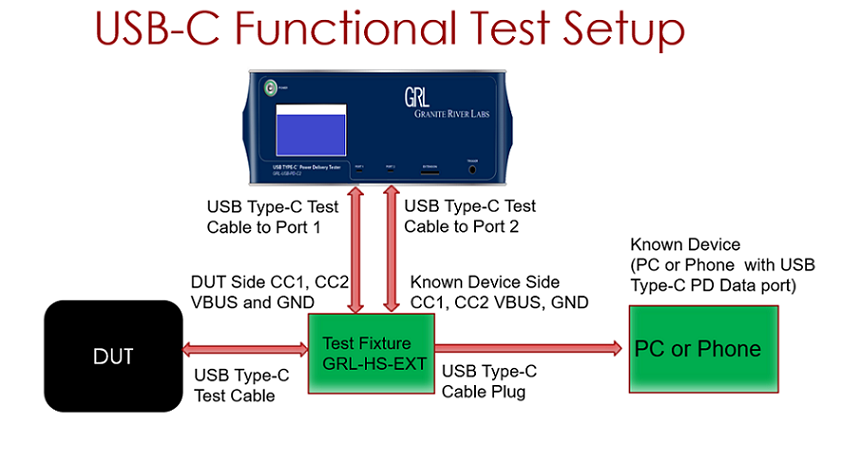 USB-C Functional Test Setup
GRL
GRANITE RIVER LABS
USB TYPE-C Power Delivery Tester
GRL-USB-PD-C2
PORT 1
PORT 2
EXTENSION
USB Type-C Test
Cable to Port 1
USB Type-C Test
Cable to Port 2
DUT Side CC1, CC2
VBUS and GND
Known Device Side
CC1, CC2 VBUS, GND
Known Device
(PC or Phone with USB
Type-C PD Data port)
DUT
USB Type-C
Test Cable
Test Fixture
GRL-HS-EXT
USB Type-C
Cable Plug
PC or Phone